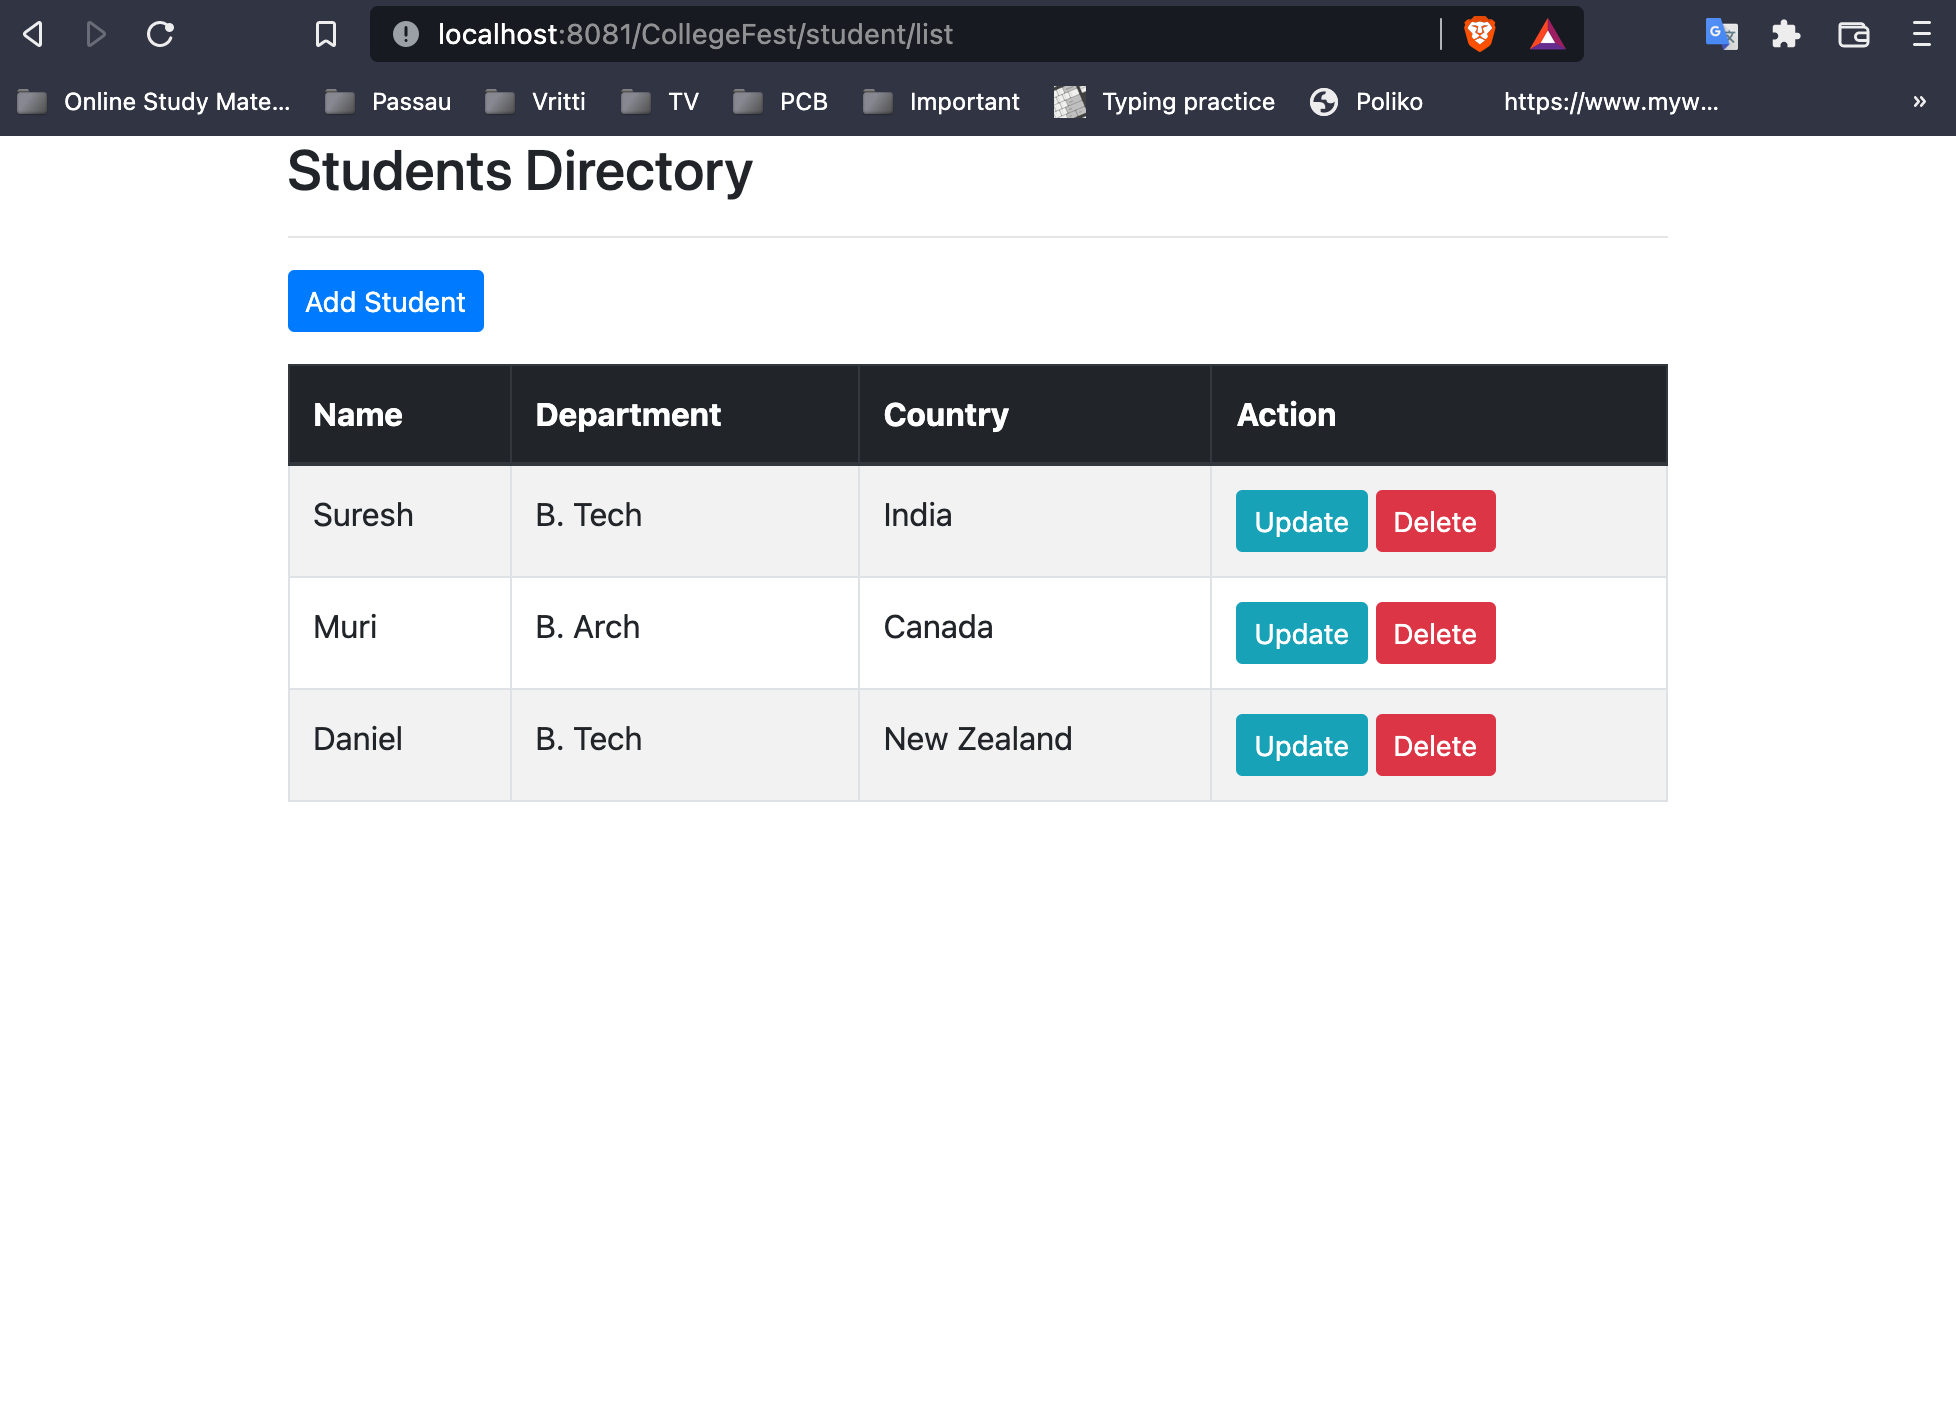 localhost:8081/CollegeFest/student/list
Online Study Mate... Passau Vritti TV PCB Important Typing practice Poliko https://www.myw... »
Students Directory
Add Student
Name Department Country Action
Suresh B. Tech India Update Delete
Muri B. Arch Canada Update Delete
Daniel B. Tech New Zealand Update Delete